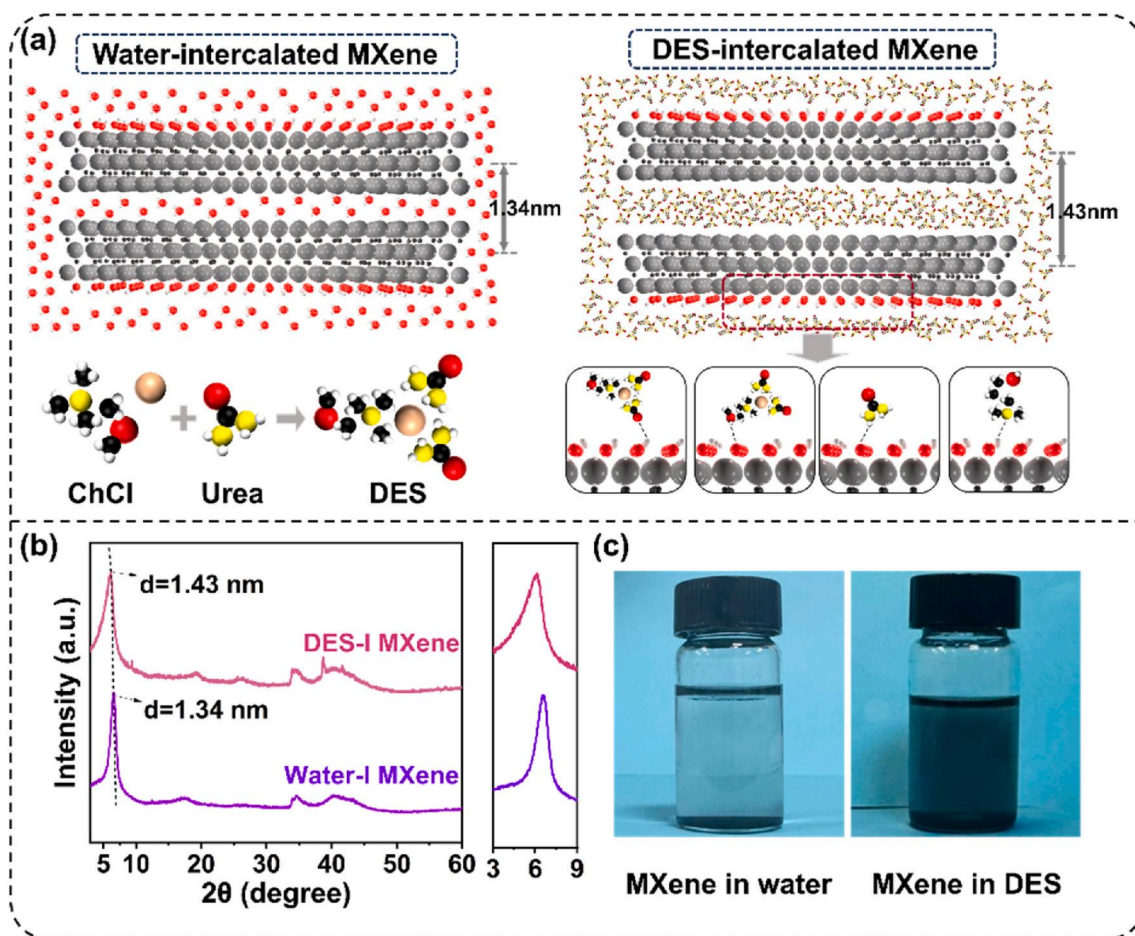 (a)
Water-intercalated MXene
DES-intercalated MXene
1.34nm
1.43nm
ChCl
Urea
DES
(b)
d=1.43 nm
DES-I MXene
d=1.34 nm
Water-I MXene
Intensity (a.u.)
3 5 10 20 30 40 50 60
3 6 9
2θ (degree)
(c)
MXene in water
MXene in DES